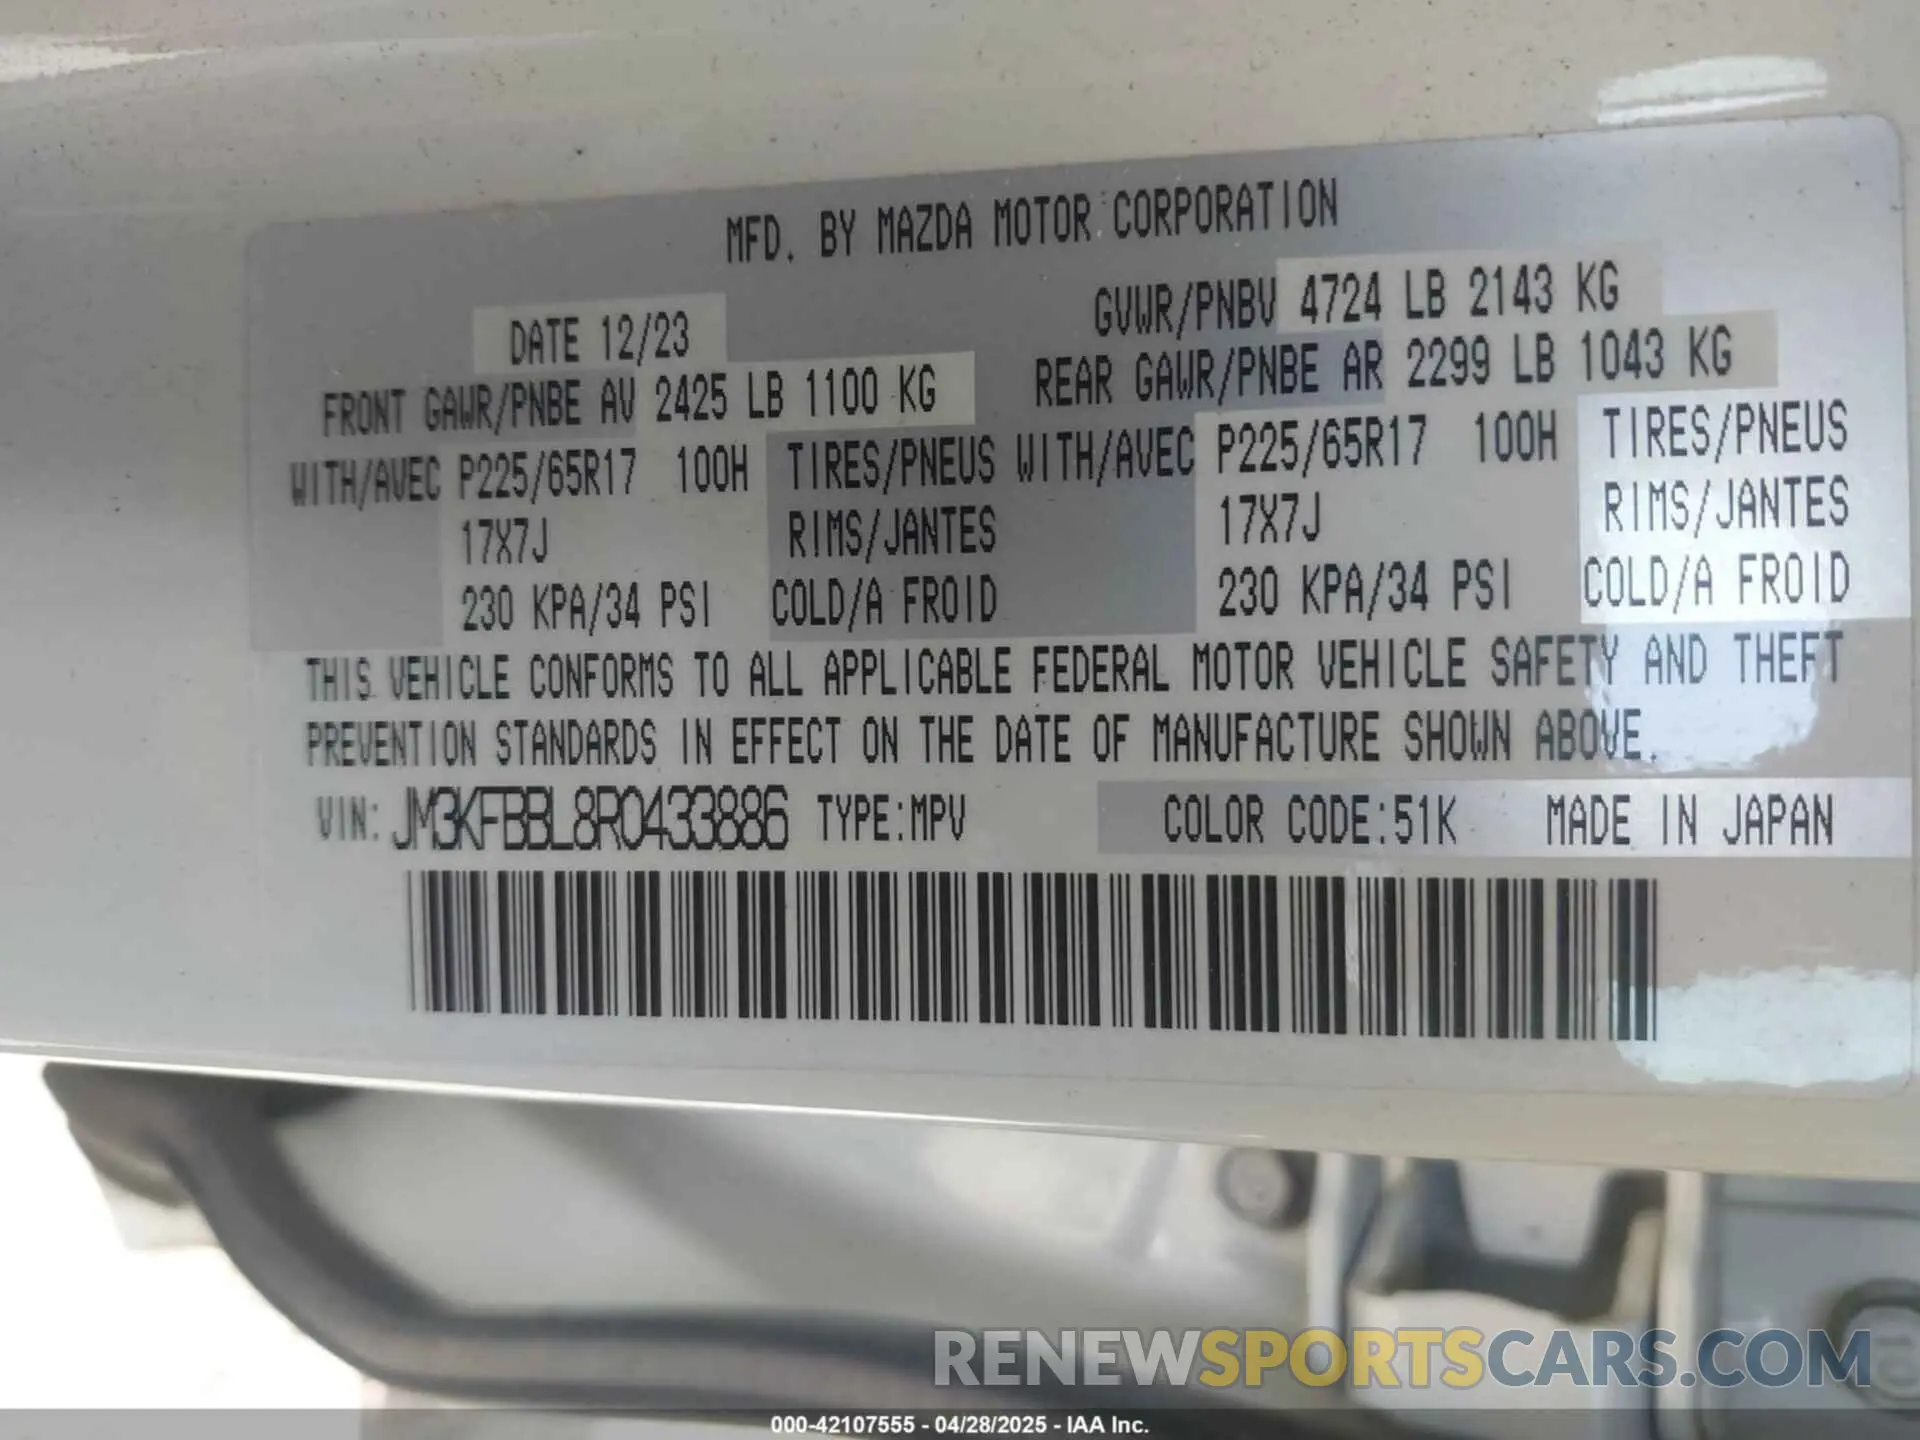 MFD. BY MAZDA MOTOR CORPORATION
DATE 12/23
GVWR/PNBV 4724 LB 2143 KG
FRONT GAWR/PNBE AV 2425 LB 1100 KG
REAR GAWR/PNBE AR 2299 LB 1043 KG
WITH/AVEC P225/65R17 100H TIRES/PNEUS WITH/AVEC P225/65R17 100H TIRES/PNEUS
17X7J RIMS/JANTES 17X7J RIMS/JANTES
230 KPA/34 PSI COLD/A FROID 230 KPA/34 PSI COLD/A FROID
THIS VEHICLE CONFORMS TO ALL APPLICABLE FEDERAL MOTOR VEHICLE SAFETY AND THEFT
PREVENTION STANDARDS IN EFFECT ON THE DATE OF MANUFACTURE SHOWN ABOVE.
VIN: JM3KFBBL8R0433886 TYPE:MPV COLOR CODE:51K MADE IN JAPAN
RENEWSPORTSCARS.COM
000-42107555 - 04/28/2025 - IAA Inc.